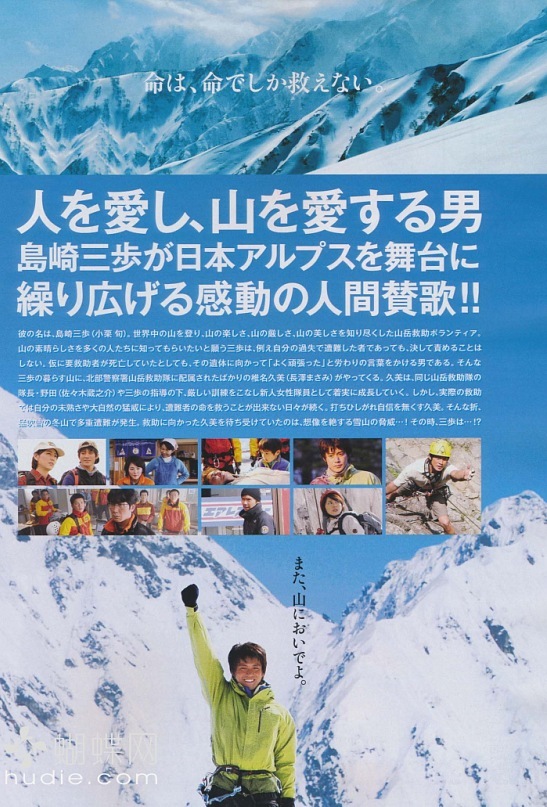 命は、命でしか救えない。
人を愛し、山を愛する男
島崎三歩が日本アルプスを舞台に
繰り広げる感動の人間賛歌!!
彼の名は、島崎三歩(小栗 旬)。世界中の山を登り、山の楽しさ、山の厳しさ、山の美しさを知り尽くした山岳救助ボランティア。
山の素晴らしさを多くの人たちに知ってもらいたいと願う三歩は、例え自分の過失で遭難した者であっても、決して責めることは
しない。仮に要救助者が死亡していたとしても、その遺体に向かって「よく頑張った」と労わりの言葉をかける男である。そんな
三歩の暮らす山に、北部警察署山岳救助隊に配属されたばかりの椎名久美(長澤まさみ)がやってくる。久美は、同じ山岳救助隊の
隊長・野田(佐々木蔵之介)や三歩の指導の下、厳しい訓練をこなし新人女性隊員として着実に成長していく。しかし、実際の救助
では自分の未熟さや大自然の猛威により、遭難者の命を救うことが出来ない日々が続く。打ちひしがれ自信を無くす久美。そんな折、
猛吹雪の冬山で多重遭難が発生。救助に向かった久美を待ち受けていたのは、想像を絶する雪山の脅威…!その時、三歩は…!?
また、山においでよ。
蝴蝶网
hudie.com